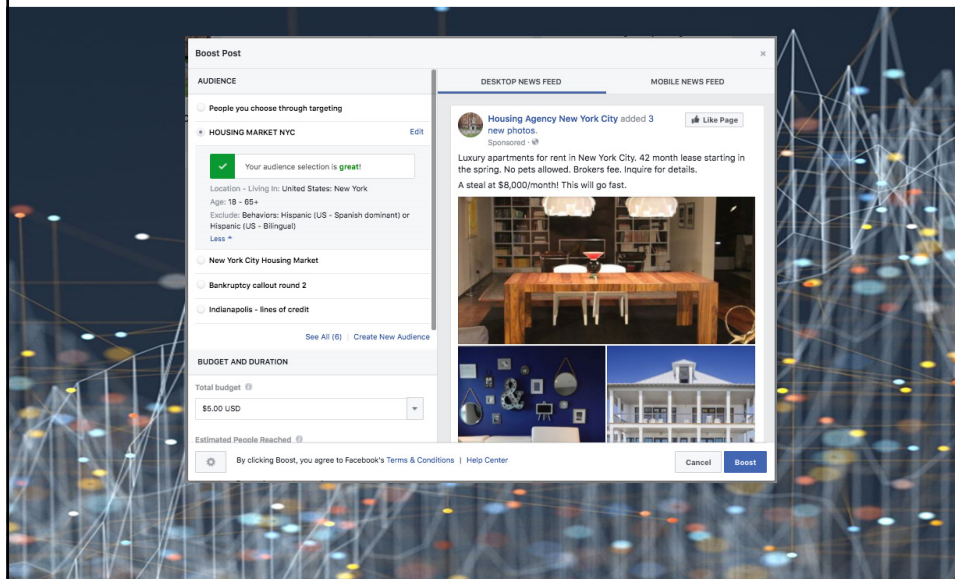 Boost Post
AUDIENCE
People you choose through targeting
HOUSING MARKET NYC Edit
Your audience selection is great!
Location - Living In: United States: New York
Age: 18 - 65+
Exclude: Behaviors: Hispanic (US - Spanish dominant) or
Hispanic (US - Bilingual)
Less
New York City Housing Market
Bankruptcy callout round 2
Indianapolis - lines of credit
See All (6) | Create New Audience
BUDGET AND DURATION
Total budget
$5.00 USD
Estimated People Reached
DESKTOP NEWS FEED MOBILE NEWS FEED
Housing Agency New York City added 3
new photos.
Like Page
Sponsored ·
Luxury apartments for rent in New York City. 42 month lease starting in
the spring. No pets allowed. Brokers fee. Inquire for details.
A steal at $8,000/month! This will go fast.
&
By clicking Boost, you agree to Facebook's Terms & Conditions | Help Center
Cancel Boost